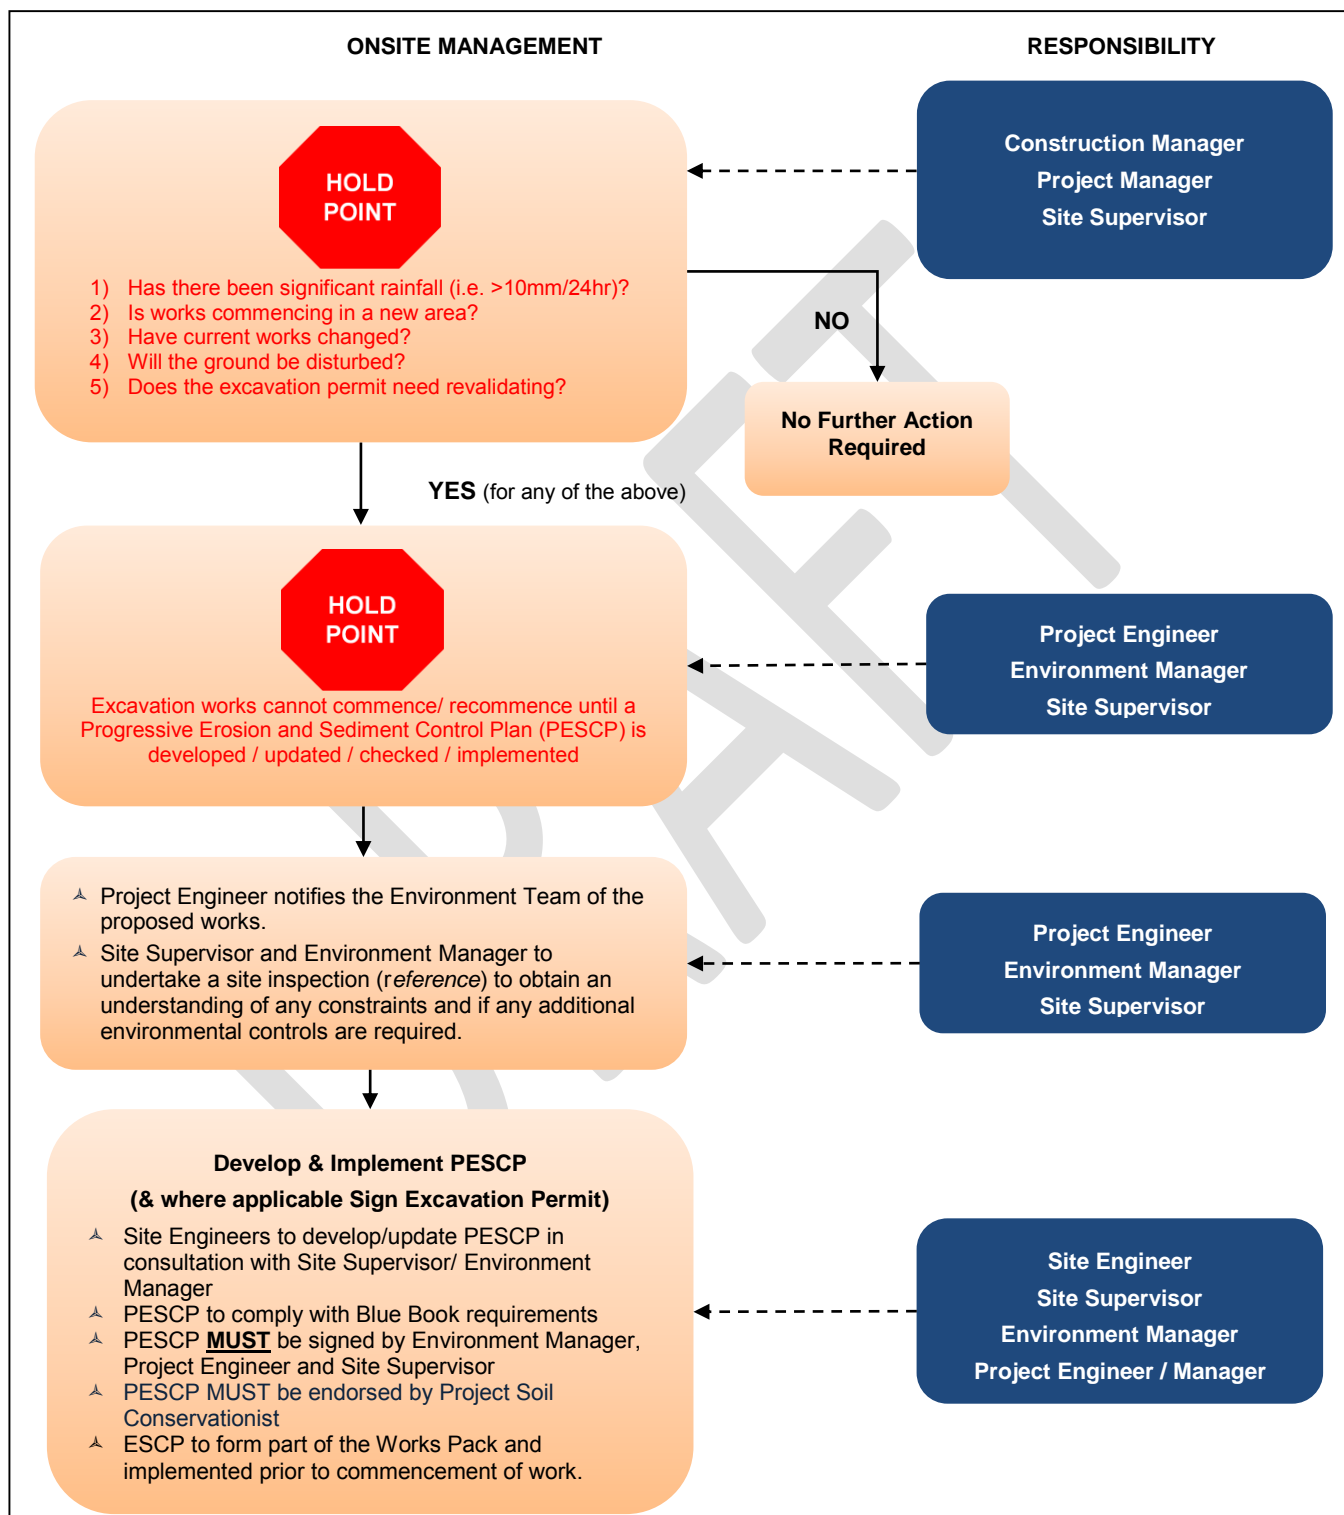 ONSITE MANAGEMENT
RESPONSIBILITY
HOLD
POINT
1) Has there been significant rainfall (i.e. >10mm/24hr)?
2) Is works commencing in a new area?
3) Have current works changed?
4) Will the ground be disturbed?
5) Does the excavation permit need revalidating?
Construction Manager
Project Manager
Site Supervisor
NO
No Further Action
Required
YES (for any of the above)
HOLD
POINT
Excavation works cannot commence/ recommence until a
Progressive Erosion and Sediment Control Plan (PESCP) is
developed / updated / checked / implemented
Project Engineer
Environment Manager
Site Supervisor
Project Engineer notifies the Environment Team of the
proposed works.
Site Supervisor and Environment Manager to
undertake a site inspection (reference) to obtain an
understanding of any constraints and if any additional
environmental controls are required.
Project Engineer
Environment Manager
Site Supervisor
Develop & Implement PESCP
(& where applicable Sign Excavation Permit)
Site Engineers to develop/update PESCP in
consultation with Site Supervisor/ Environment
Manager
PESCP to comply with Blue Book requirements
PESCP MUST be signed by Environment Manager,
Project Engineer and Site Supervisor
PESCP MUST be endorsed by Project Soil
Conservationist
ESCP to form part of the Works Pack and
implemented prior to commencement of work.
Site Engineer
Site Supervisor
Environment Manager
Project Engineer / Manager
DRAFT